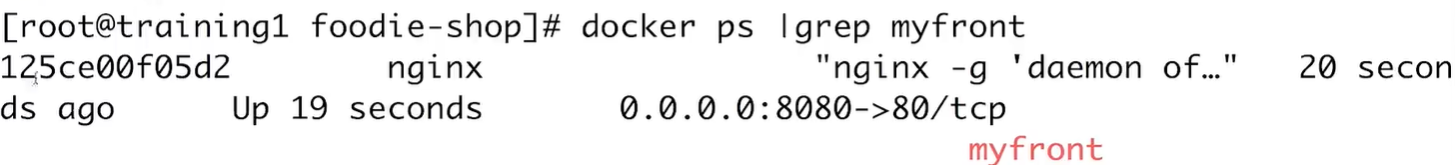 [root@training1 foodie-shop]# docker ps |grep myfront
125ce00f05d2        nginx                 "nginx -g 'daemon of…"   20 secon
ds ago      Up 19 seconds       0.0.0.0:8080->80/tcp
                                                  myfront